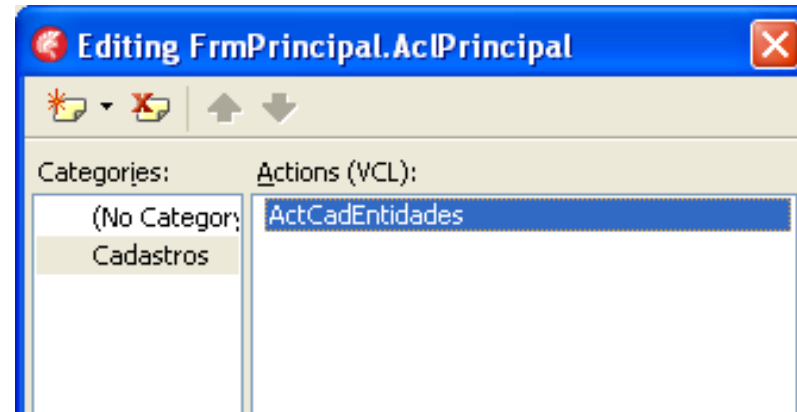 Editing FrmPrincipal.AclPrincipal
Categories: Actions (VCL):
(No Category ActCadEntidades
Cadastros